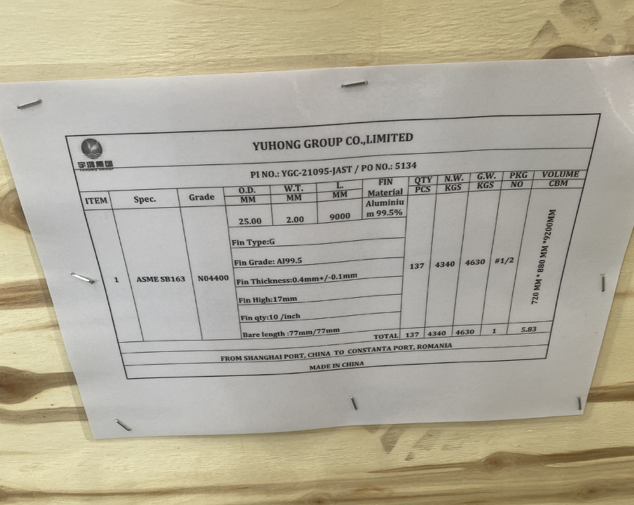 宇鸿集团
YUHONG GROUP CO.,LIMITED
PI NO.: YGC-21095-JAST / PO NO.: 5134
ITEM Spec. Grade O.D. MM W.T. MM L. MM FIN Material QTY PCS N.W. KGS G.W. KGS PKG NO VOLUME CBM
25.00 2.00 9000 Aluminiu m 99.5%
Fin Type:G
Fin Grade: Al99.5
1 ASME SB163 N04400 Fin Thickness:0.4mm+/-0.1mm 137 4340 4630 #1/2 720 MM * 880 MM *9200MM
Fin High:17mm
Fin qty:10 /inch
Bare length :77mm/77mm
TOTAL 137 4340 4630 1 5.83
FROM SHANGHAI PORT, CHINA TO CONSTANTA PORT, ROMANIA
MADE IN CHINA